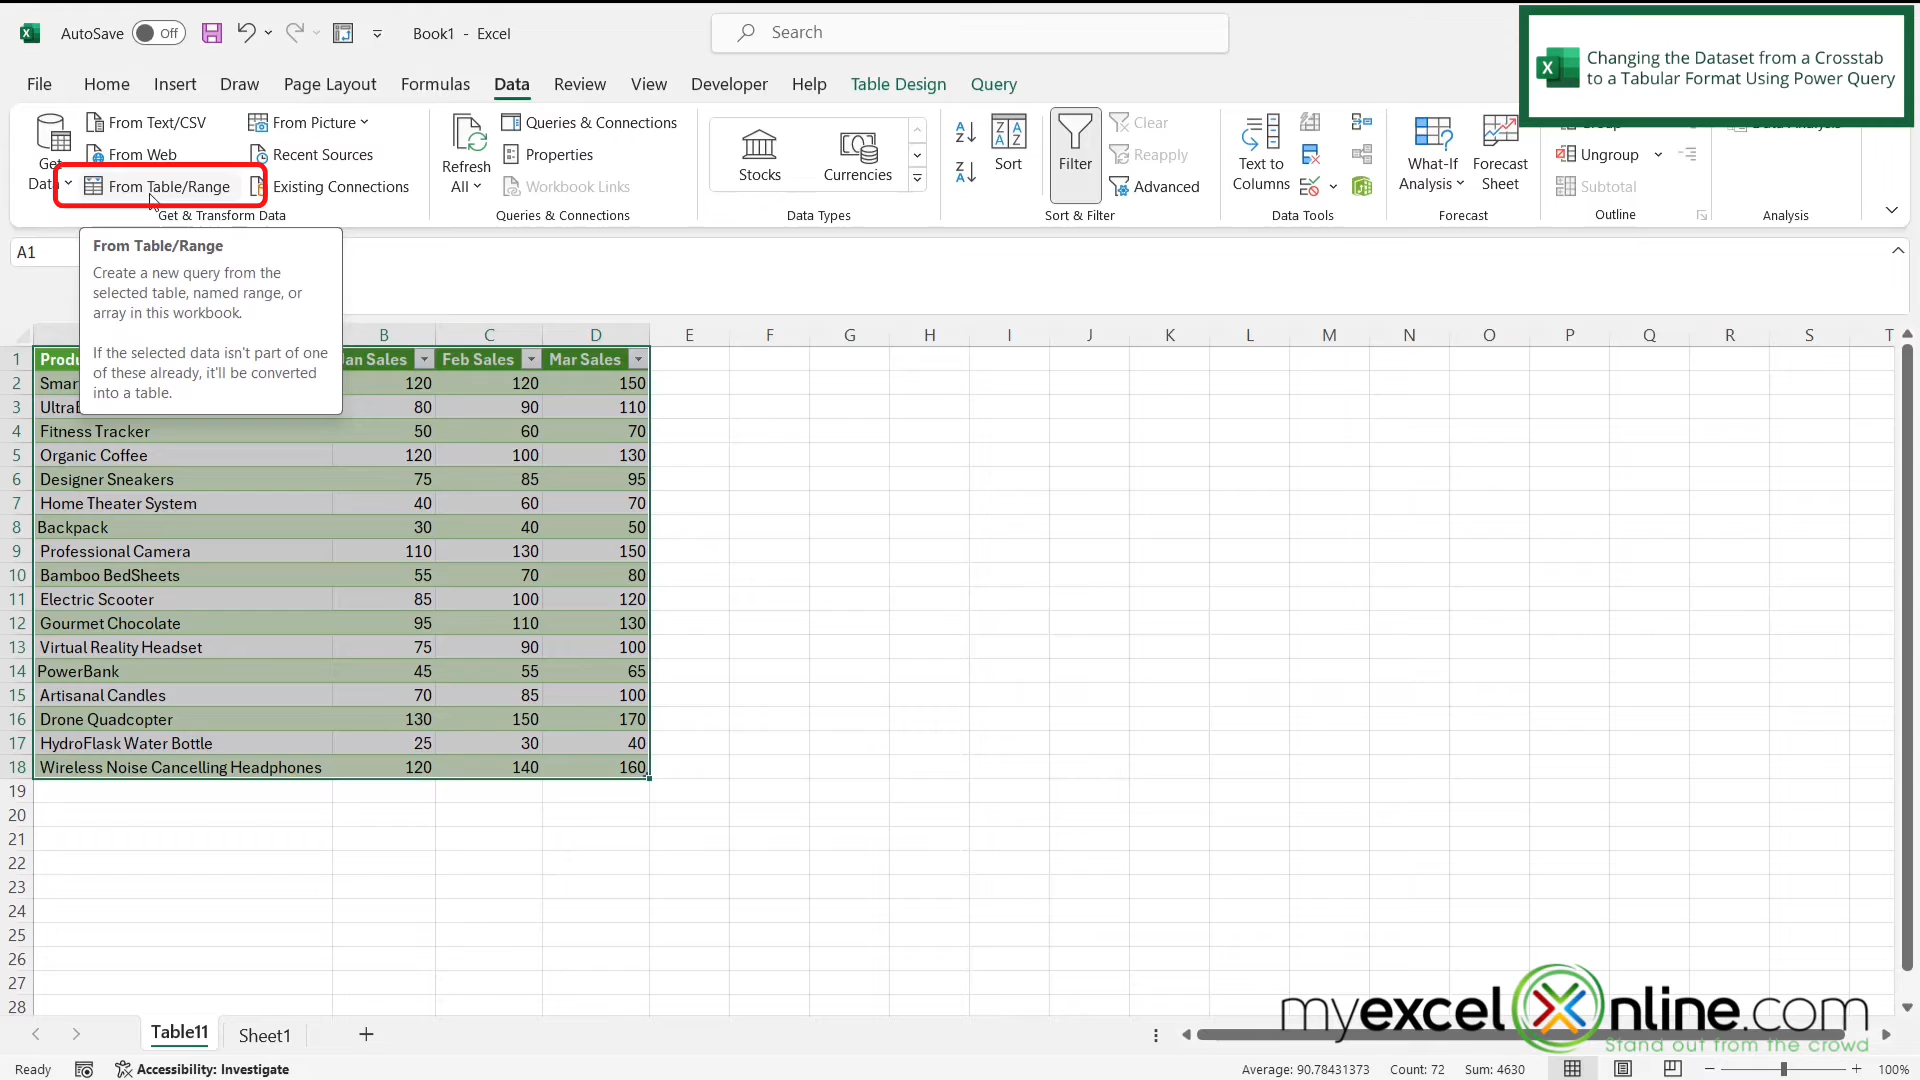 AutoSave Off Book1 - Excel Search
Changing the Dataset from a Crosstab
to a Tabular Format Using Power Query
File Home Insert Draw Page Layout Formulas Data Review View Developer Help Table Design Query
Get
Data
From Text/CSV
From Web
From Table/Range
From Picture
Recent Sources
Existing Connections
Get & Transform Data
Refresh
All
Queries & Connections
Properties
Workbook Links
Queries & Connections
Stocks Currencies
Data Types
Sort
Filter
Clear
Reapply
Advanced
Sort & Filter
Text to
Columns
Data Tools
What-If
Analysis
Forecast
Sheet
Forecast
Ungroup
Subtotal
Outline
Analysis
A1
From Table/Range
Create a new query from the
selected table, named range, or
array in this workbook.
If the selected data isn't part of one
of these already, it'll be converted
into a table.
B C D E F G H I J K L M N O P Q R S T
1 Produ an Sales Feb Sales Mar Sales
2 Smar 120 120 150
3 80 90 110
4 Fitness Tracker 50 60 70
5 Organic Coffee 120 100 130
6 Designer Sneakers 75 85 95
7 Home Theater System 40 60 70
8 Backpack 30 40 50
9 Professional Camera 110 130 150
10 Bamboo BedSheets 55 70 80
11 Electric Scooter 85 100 120
12 Gourmet Chocolate 95 110 130
13 Virtual Reality Headset 75 90 100
14 PowerBank 45 55 65
15 Artisanal Candles 70 85 100
16 Drone Quadcopter 130 150 170
17 HydroFlask Water Bottle 25 30 40
18 Wireless Noise Cancelling Headphones 120 140 160
19
20
21
22
23
24
25
26
27
28
myexcelonline.com
Stand out from the crowd
Table11 Sheet1
Ready Accessibility: Investigate Average: 90.78431373 Count: 72 Sum: 4630 100%